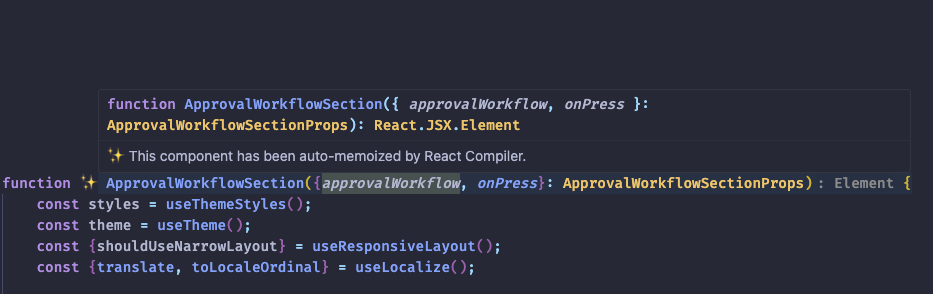 function ApprovalWorkflowSection({ approvalWorkflow, onPress }:
ApprovalWorkflowSectionProps): React.JSX.Element
✨ This component has been auto-memoized by React Compiler.
function ✨ ApprovalWorkflowSection({approvalWorkflow, onPress}: ApprovalWorkflowSectionProps) : Element {
const styles = useThemeStyles();
const theme = useTheme();
const {shouldUseNarrowLayout} = useResponsiveLayout();
const {translate, toLocaleOrdinal} = useLocalize();